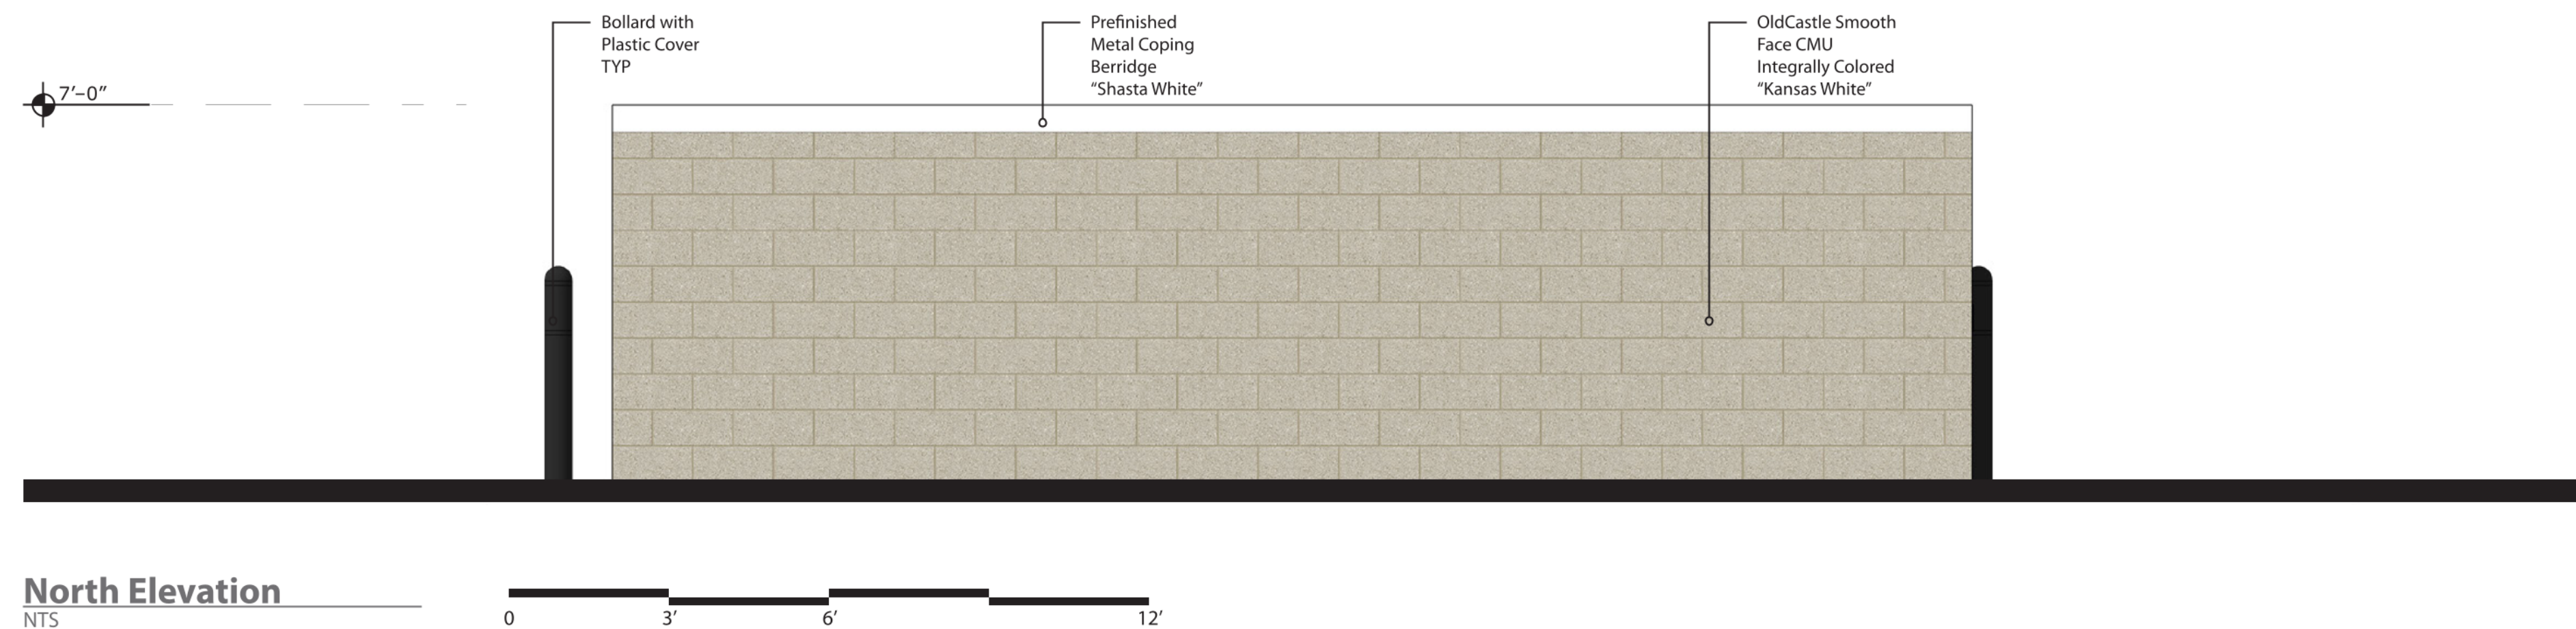 Bollard with
Plastic Cover
TYP
Prefinished
Metal Coping
Berridge
“Shasta White”
OldCastle Smooth
Face CMU
Integrally Colored
“Kansas White”
7’–0”
North Elevation
NTS
0 3’ 6’ 12’